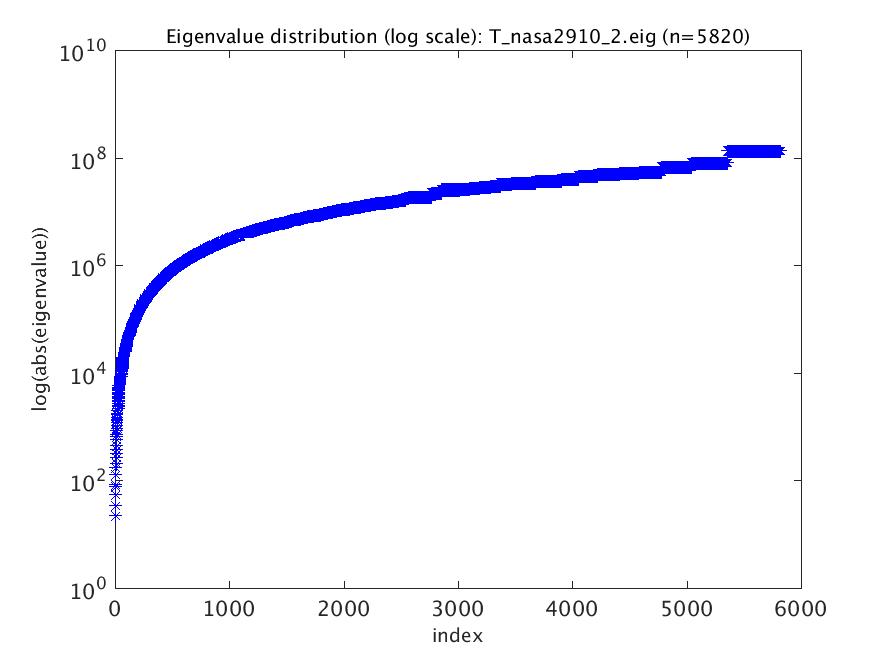 Eigenvalue distribution (log scale): T_nasa2910_2.eig (n=5820)
10^10
10^8
10^6
10^4
10^2
10^0
log(abs(eigenvalue))
0 1000 2000 3000 4000 5000 6000
index